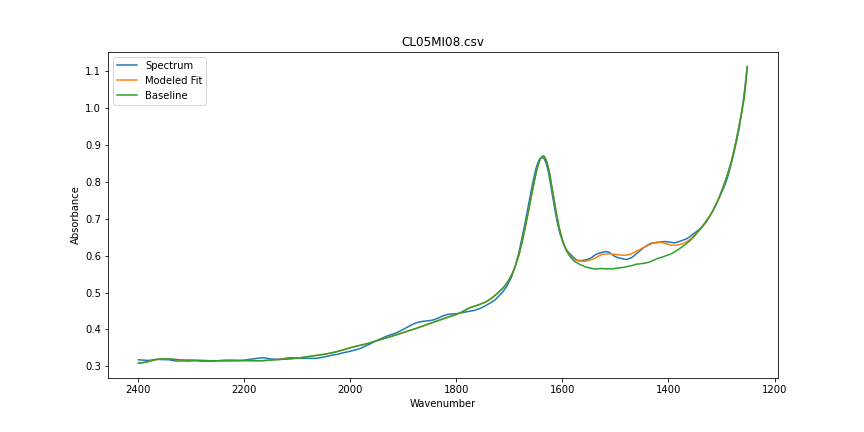 CL05MI08.csv
Spectrum
Modeled Fit
Baseline
1.1
1.0
0.9
0.8
0.7
0.6
0.5
0.4
0.3
Absorbance
2400 2200 2000 1800 1600 1400 1200
Wavenumber